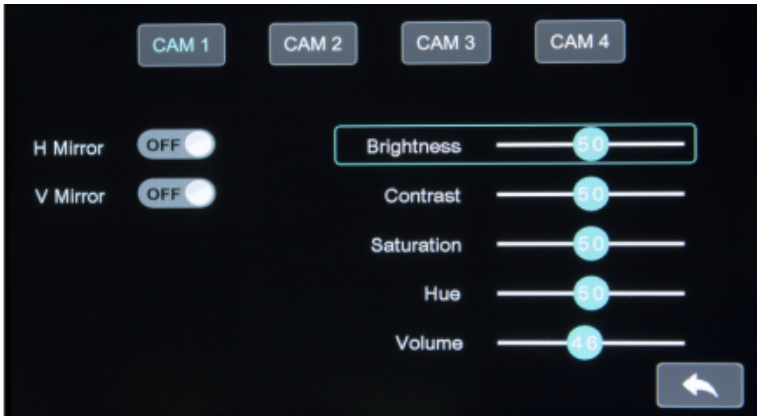 CAM 1 CAM 2 CAM 3 CAM 4
H Mirror OFF Brightness 50
V Mirror OFF Contrast 50
Saturation 50
Hue 50
Volume 46